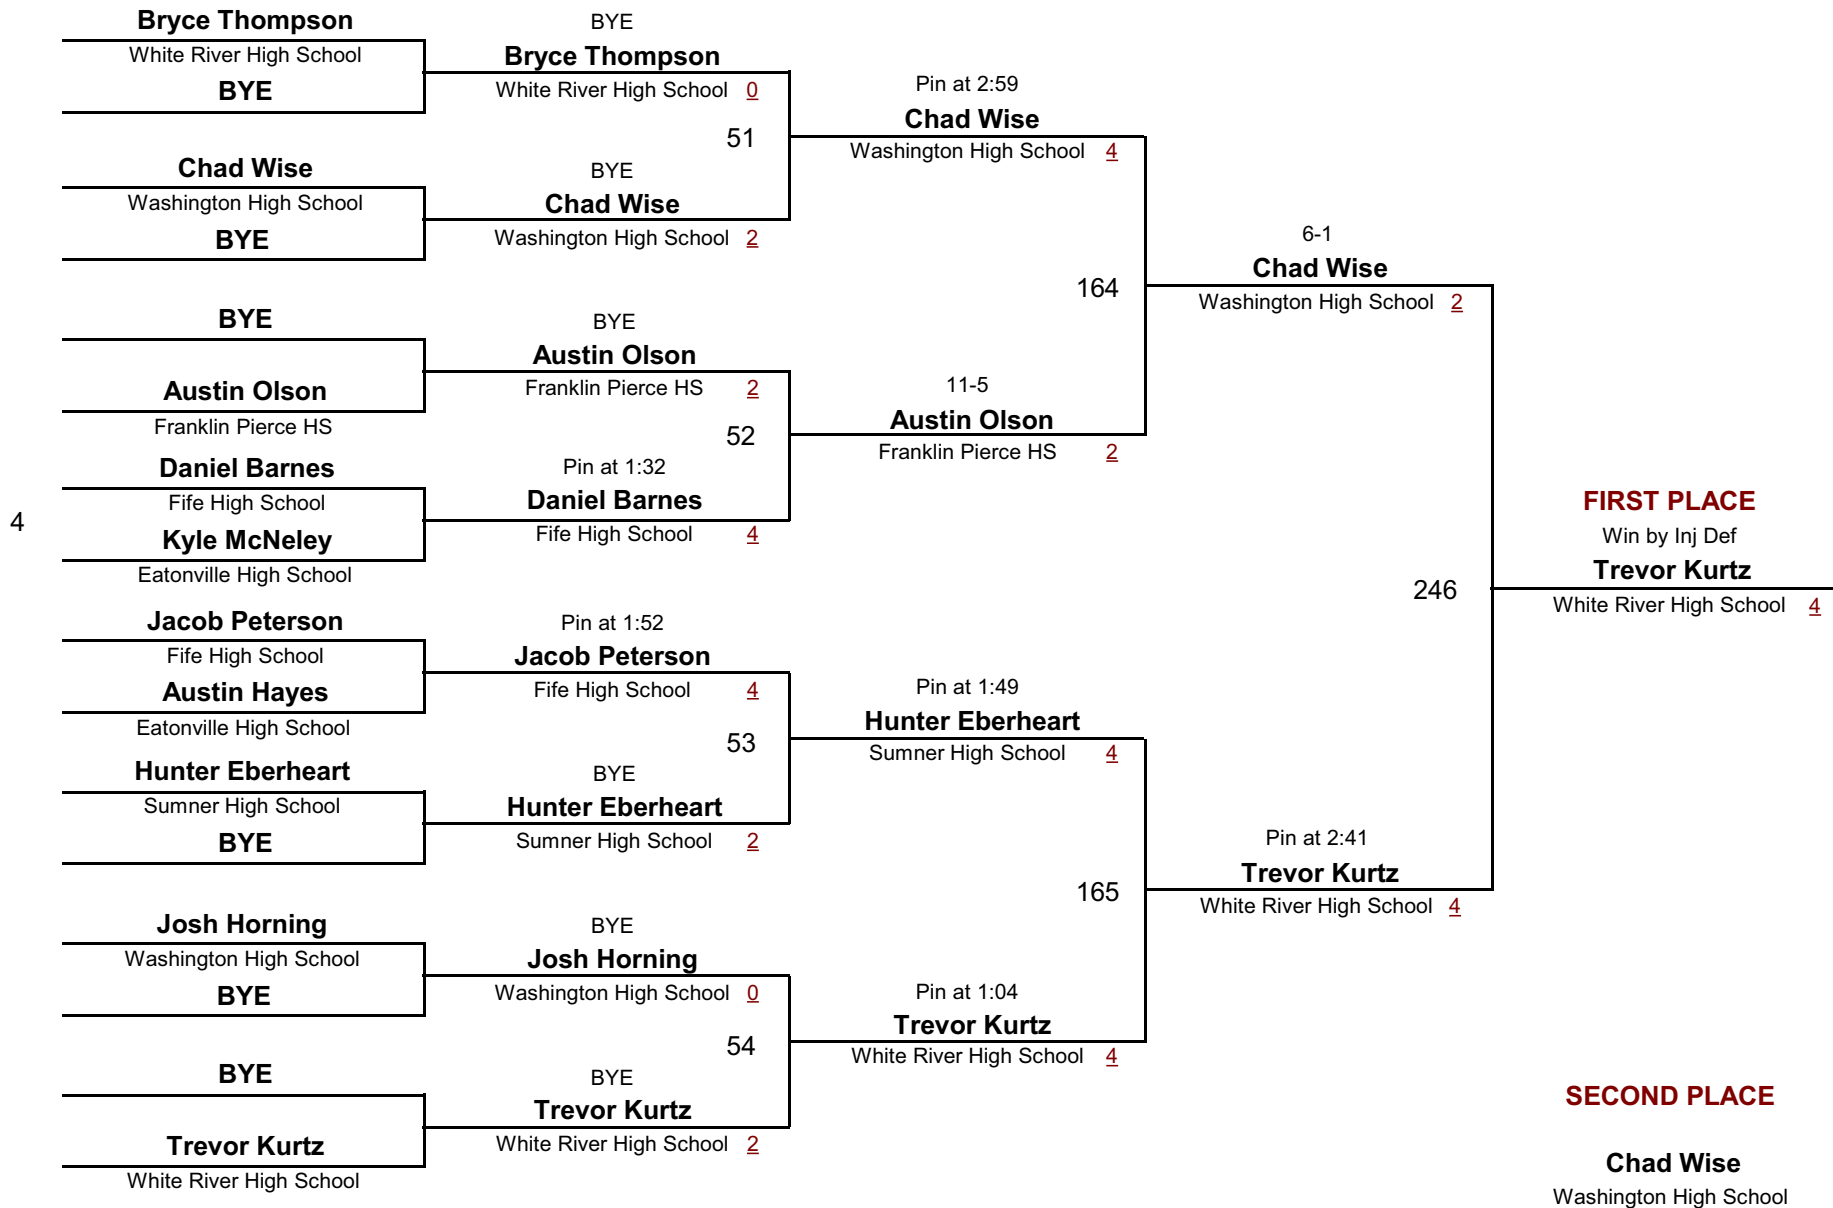 Bryce Thompson
White River High School
BYE
Chad Wise
Washington High School
BYE
BYE
Austin Olson
Franklin Pierce HS
4
Daniel Barnes
Fife High School
Kyle McNeley
Eatonville High School
Jacob Peterson
Fife High School
Austin Hayes
Eatonville High School
Hunter Eberheart
Sumner High School
BYE
Josh Horning
Washington High School
BYE
BYE
Trevor Kurtz
White River High School
BYE
Bryce Thompson
White River High School 0
51
BYE
Chad Wise
Washington High School 2
BYE
Austin Olson
Franklin Pierce HS 2
52
Pin at 1:32
Daniel Barnes
Fife High School 4
Pin at 1:52
Jacob Peterson
Fife High School 4
53
BYE
Hunter Eberheart
Sumner High School 2
BYE
Josh Horning
Washington High School 0
54
BYE
Trevor Kurtz
White River High School 2
Pin at 2:59
Chad Wise
Washington High School 4
164
11-5
Austin Olson
Franklin Pierce HS 2
Pin at 1:49
Hunter Eberheart
Sumner High School 4
165
Pin at 1:04
Trevor Kurtz
White River High School 4
6-1
Chad Wise
Washington High School 2
246
Pin at 2:41
Trevor Kurtz
White River High School 4
FIRST PLACE
Win by Inj Def
Trevor Kurtz
White River High School 4
SECOND PLACE
Chad Wise
Washington High School